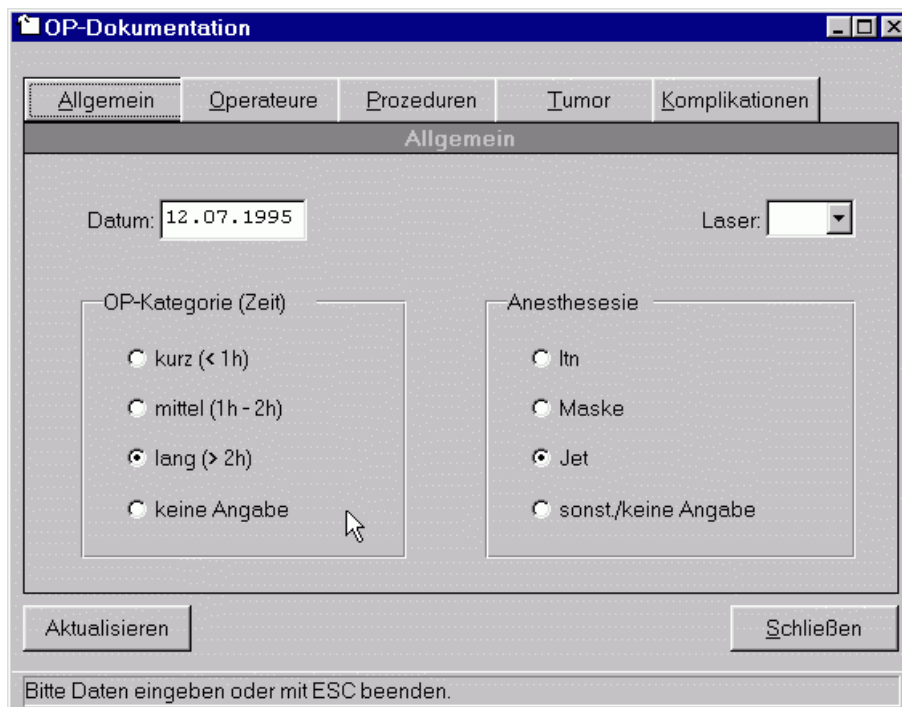 OP-Dokumentation
Allgemein Operateure Prozeduren Tumor Komplikationen
Allgemein
Datum: 12.07.1995 Laser:
OP-Kategorie (Zeit) Anesthesesie
kurz (< 1h) Itn
mittel (1h - 2h) Maske
lang (> 2h) Jet
keine Angabe sonst./keine Angabe
Aktualisieren Schließen
Bitte Daten eingeben oder mit ESC beenden.